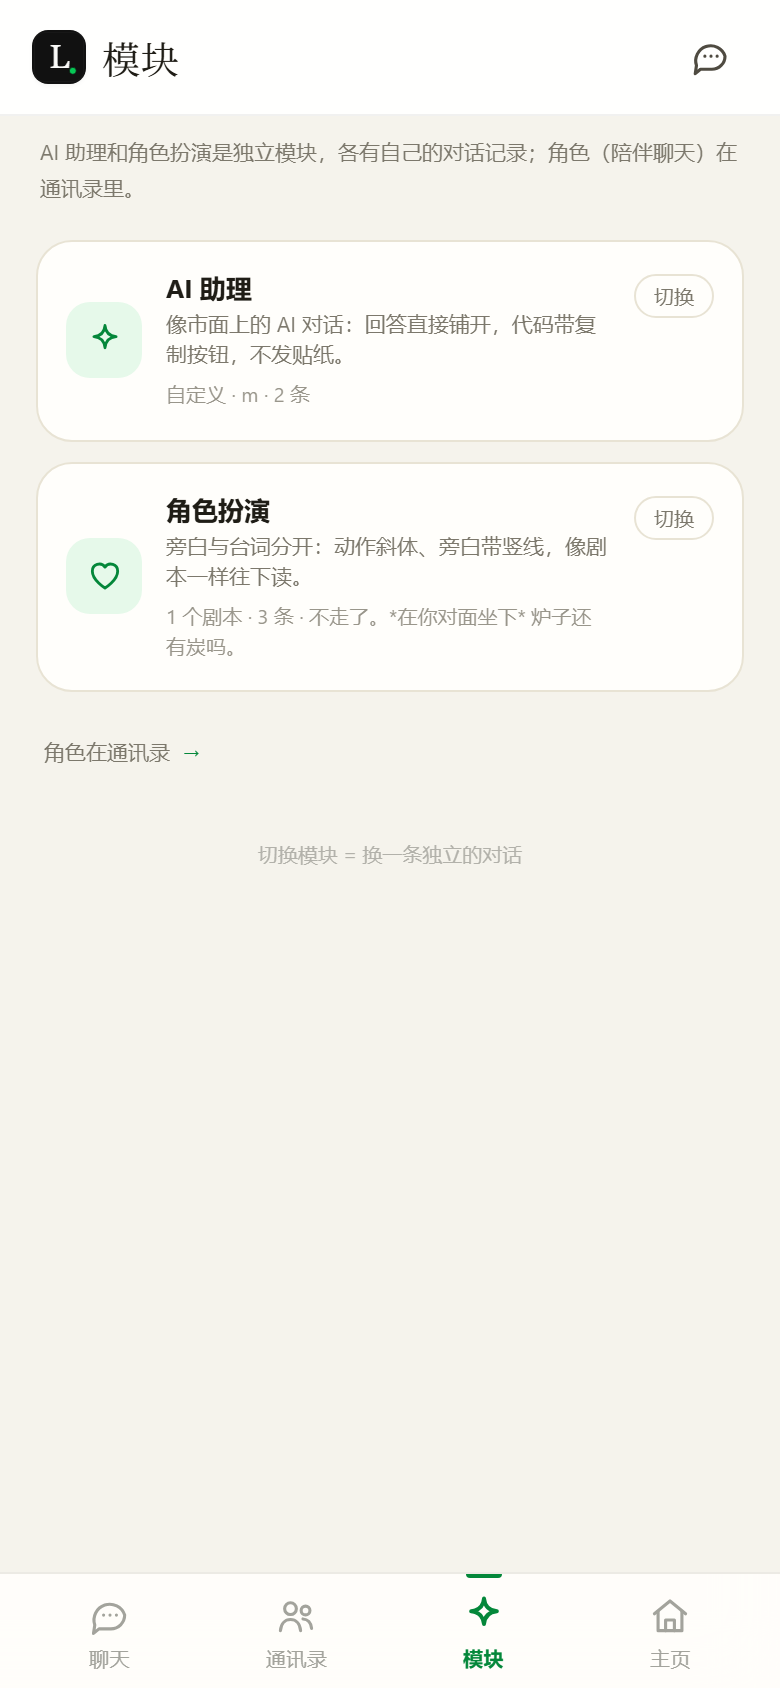 L 模块
AI 助理和角色扮演是独立模块，各有自己的对话记录；角色（陪伴聊天）在
通讯录里。
AI 助理
切换
像市面上的 AI 对话：回答直接铺开，代码带复
制按钮，不发贴纸。
自定义 · m · 2 条
角色扮演
切换
旁白与台词分开：动作斜体、旁白带竖线，像剧
本一样往下读。
1 个剧本 · 3 条 · 不走了。*在你对面坐下* 炉子还
有炭吗。
角色在通讯录 →
切换模块 = 换一条独立的对话
聊天 通讯录 模块 主页